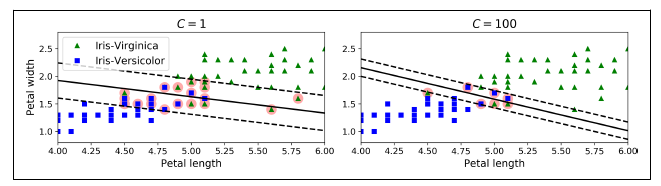 C = 1
C = 100
Iris-Virginica
Iris-Versicolor
Petal width
2.5
2.0
1.5
1.0
2.5
2.0
1.5
1.0
4.00 4.25 4.50 4.75 5.00 5.25 5.50 5.75 6.00
4.00 4.25 4.50 4.75 5.00 5.25 5.50 5.75 6.00
Petal length
Petal length